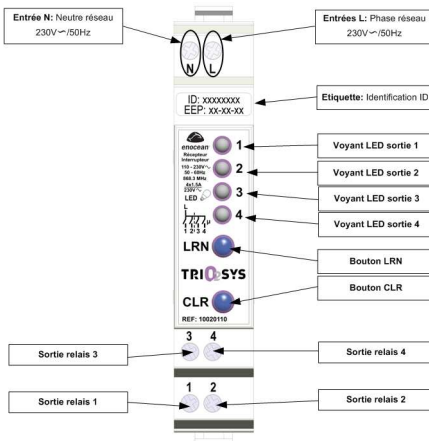 Entrée N: Neutre réseau
230V~/50Hz
Entrées L: Phase réseau
230V~/50Hz
N L
ID: xxxxxxxx
EEP: xx-xx-xx
Etiquette: Identification ID
enocean
Récepteur
Interrupteur
110 - 230V~
50 - 60Hz
868.3 MHz
4x1.5A
230V~
LED
L
1 2 3 4
1
2
3
4
Voyant LED sortie 1
Voyant LED sortie 2
Voyant LED sortie 3
Voyant LED sortie 4
LRN
Bouton LRN
TRIO2SYS
CLR
Bouton CLR
REF: 10020110
3 4
Sortie relais 3
Sortie relais 4
1 2
Sortie relais 1
Sortie relais 2